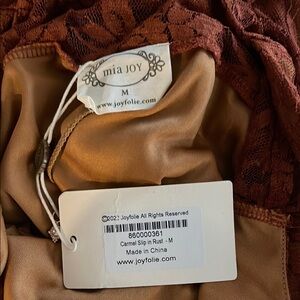 mia JOY
M
www.joyfolie.com
©2022 Joyfolie All Rights Reserved
860000361
Carmel Slip in Rust - M
Made in China
www.joyfolie.com